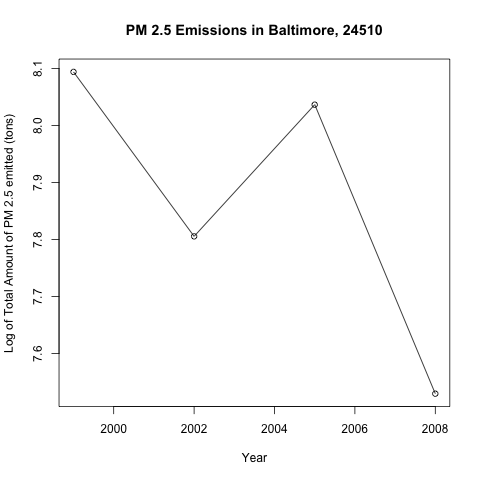 PM 2.5 Emissions in Baltimore, 24510
Log of Total Amount of PM 2.5 emitted (tons)
8.1
8.0
7.9
7.8
7.7
7.6
2000 2002 2004 2006 2008
Year